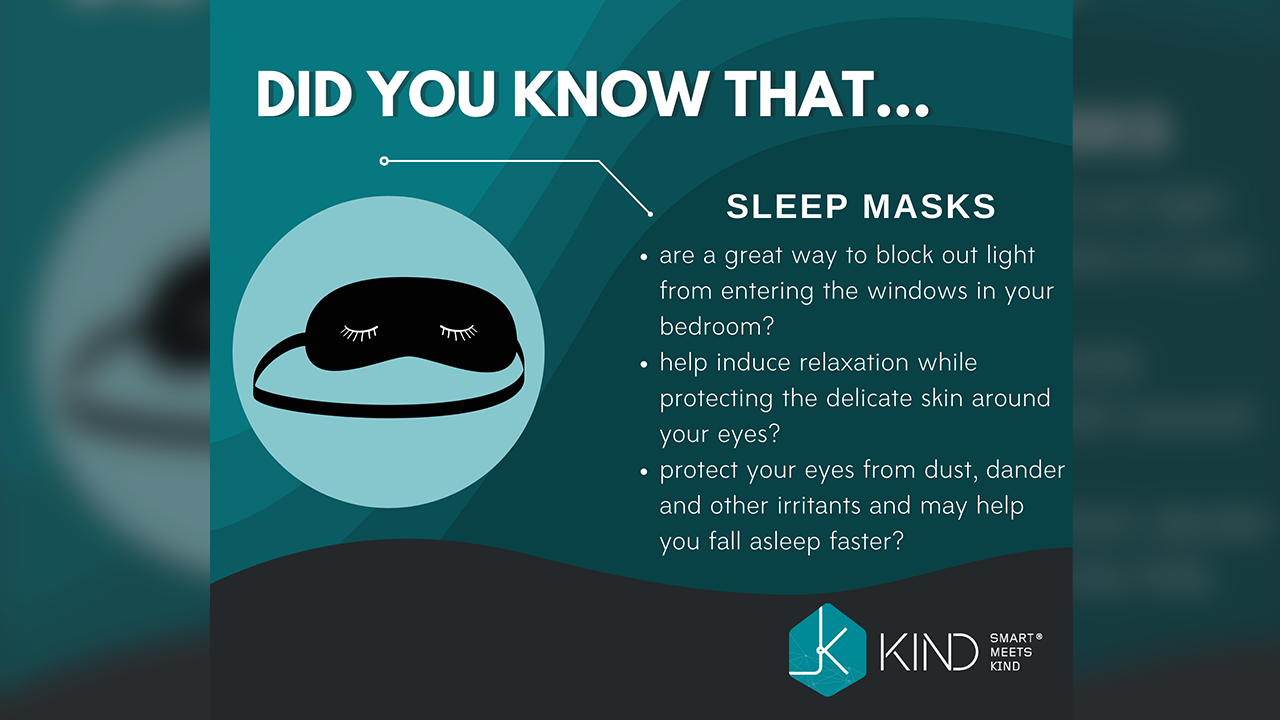 DID YOU KNOW THAT...
SLEEP MASKS
• are a great way to block out light
from entering the windows in your
bedroom?
• help induce relaxation while
protecting the delicate skin around
your eyes?
• protect your eyes from dust, dander
and other irritants and may help
you fall asleep faster?
K KIND
SMART®
MEETS
KIND